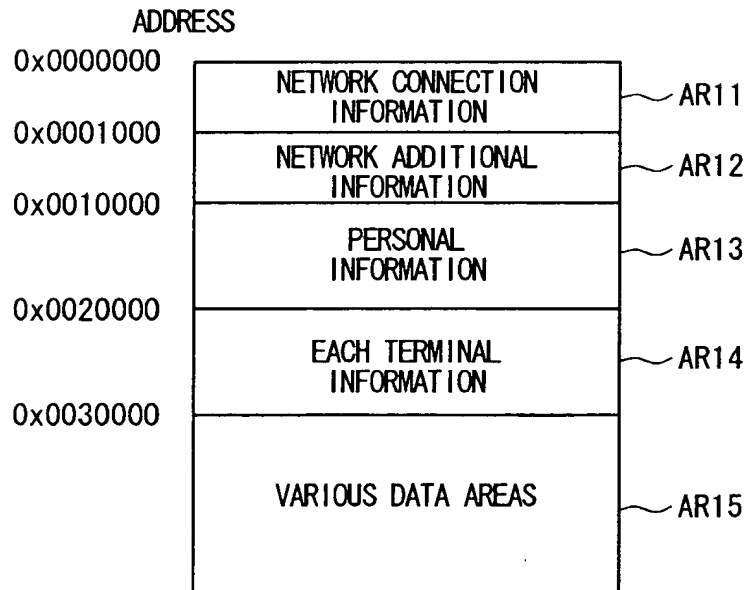 ADDRESS
0x0000000
NETWORK CONNECTION
INFORMATION
AR11
0x0001000
NETWORK ADDITIONAL
INFORMATION
AR12
0x0010000
PERSONAL
INFORMATION
AR13
0x0020000
EACH TERMINAL
INFORMATION
AR14
0x0030000
VARIOUS DATA AREAS
AR15